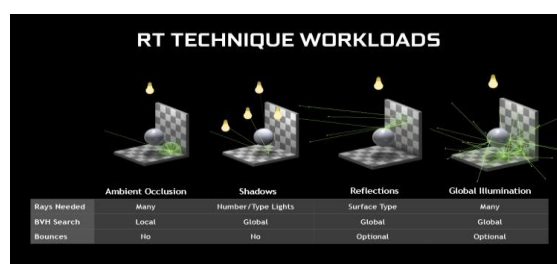 RT TECHNIQUE WORKLOADS
Ambient Occlusion Shadows Reflections Global Illumination
Rays Needed Many Number/Type Lights Surface Type Many
BVH Search Local Global Global Global
Bounces No No Optional Optional